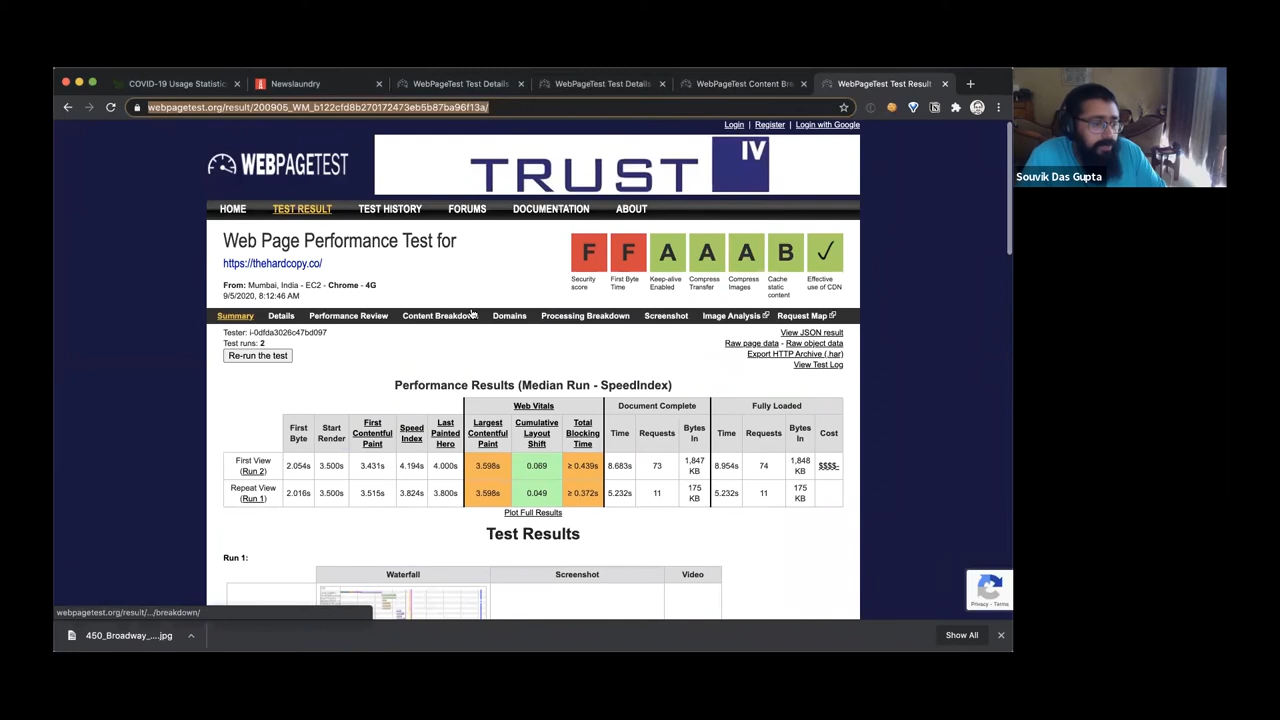 COVID-19 Usage Statistic
Newslaundry
WebPageTest Test Details
WebPageTest Test Details
WebPageTest Content Bre
WebPageTest Test Result
webpagetest.org/result/200905_WM_b122cfd8b270172473eb5b87ba96f13a/
Login | Register | Login with Google
WEBPAGETEST
TRUST IV
HOME TEST RESULT TEST HISTORY FORUMS DOCUMENTATION ABOUT
Web Page Performance Test for
https://thehardcopy.co/
From: Mumbai, India - EC2 - Chrome - 4G
9/5/2020, 8:12:46 AM
F F A A A B ✓
Security score
First Byte Time
Keep-alive Enabled
Compress Transfer
Compress Images
Cache static content
Effective use of CDN
Summary Details Performance Review Content Breakdown Domains Processing Breakdown Screenshot Image Analysis Request Map
Tester: i-0dfda3026c47bd097
Test runs: 2
Re-run the test
View JSON result
Raw page data - Raw object data
Export HTTP Archive (.har)
View Test Log
Performance Results (Median Run - SpeedIndex)
Web Vitals Document Complete Fully Loaded
First Byte Start Render First Contentful Paint Speed Index Last Painted Hero Largest Contentful Paint Cumulative Layout Shift Total Blocking Time Time Requests Bytes In Time Requests Bytes In Cost
First View (Run 2) 2.054s 3.500s 3.431s 4.194s 4.000s 3.598s 0.069 ≥ 0.439s 8.683s 73 1,847 KB 8.954s 74 1,848 KB $$$$-
Repeat View (Run 1) 2.016s 3.500s 3.515s 3.824s 3.800s 3.598s 0.049 ≥ 0.372s 5.232s 11 175 KB 5.232s 11 175 KB
Plot Full Results
Test Results
Run 1:
Waterfall Screenshot Video
Privacy - Terms
webpagetest.org/result/.../breakdown/
450_Broadway_....jpg
Show All
Souvik Das Gupta